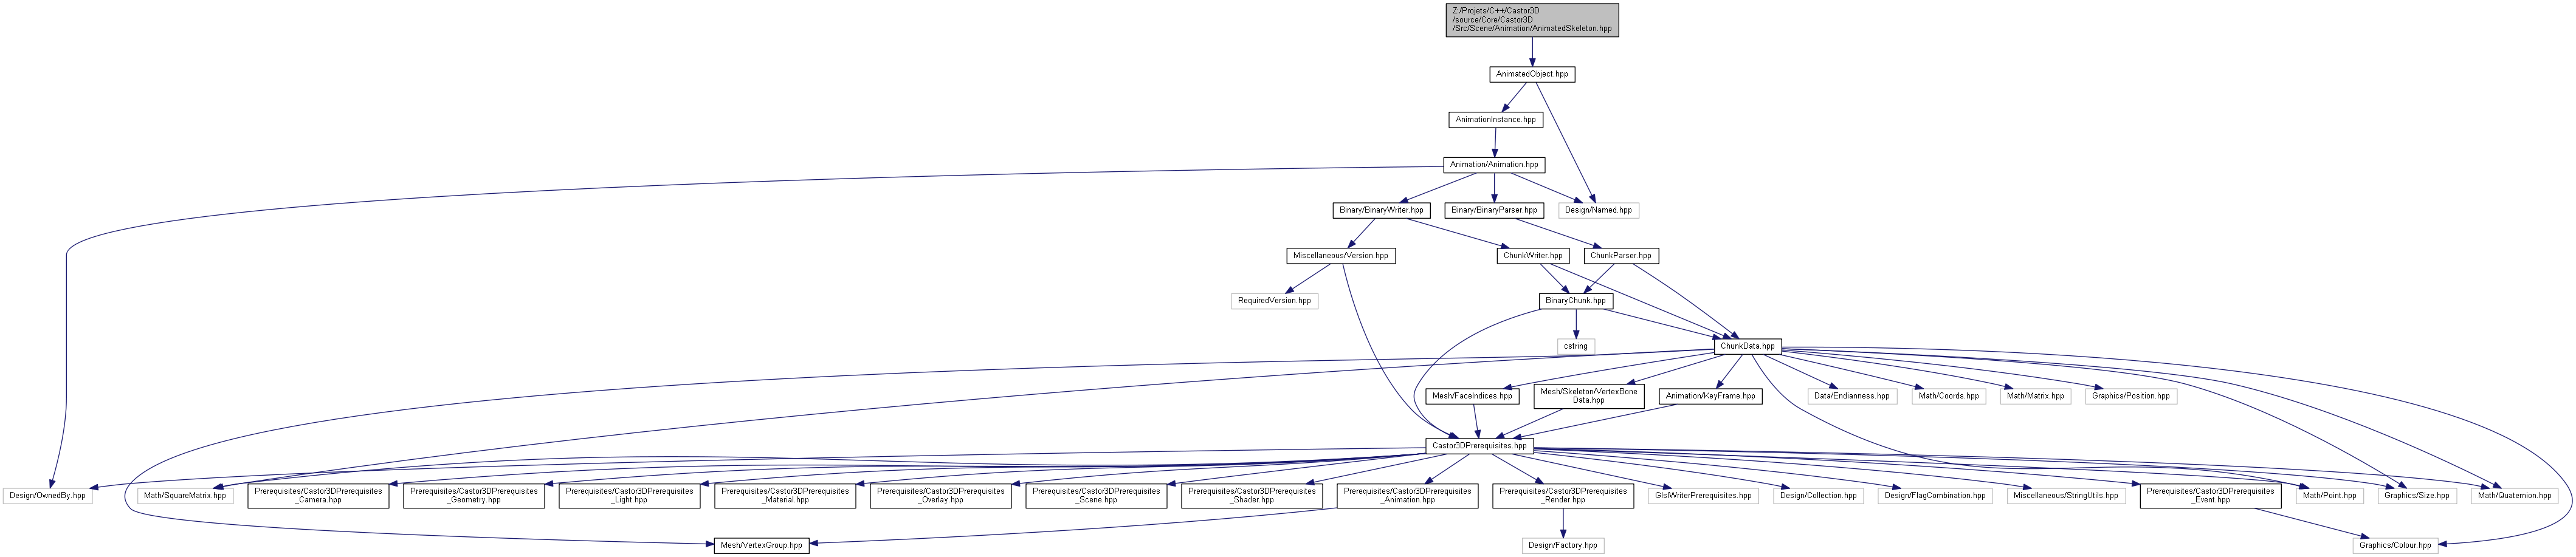 Z:/Projets/C++/Castor3D
/source/Core/Castor3D
/Src/Scene/Animation/AnimatedSkeleton.hpp
AnimatedObject.hpp
AnimationInstance.hpp
Animation/Animation.hpp
Binary/BinaryWriter.hpp
Binary/BinaryParser.hpp
Design/Named.hpp
Miscellaneous/Version.hpp
ChunkWriter.hpp
ChunkParser.hpp
RequiredVersion.hpp
BinaryChunk.hpp
cstring
ChunkData.hpp
Mesh/FaceIndices.hpp
Mesh/Skeleton/VertexBone
Data.hpp
Animation/KeyFrame.hpp
Data/Endianness.hpp
Math/Coords.hpp
Math/Matrix.hpp
Graphics/Position.hpp
Castor3DPrerequisites.hpp
Design/OwnedBy.hpp
Math/SquareMatrix.hpp
Prerequisites/Castor3DPrerequisites
_Camera.hpp
Prerequisites/Castor3DPrerequisites
_Geometry.hpp
Prerequisites/Castor3DPrerequisites
_Light.hpp
Prerequisites/Castor3DPrerequisites
_Material.hpp
Prerequisites/Castor3DPrerequisites
_Overlay.hpp
Prerequisites/Castor3DPrerequisites
_Scene.hpp
Prerequisites/Castor3DPrerequisites
_Shader.hpp
Prerequisites/Castor3DPrerequisites
_Animation.hpp
Prerequisites/Castor3DPrerequisites
_Render.hpp
GlslWriterPrerequisites.hpp
Design/Collection.hpp
Design/FlagCombination.hpp
Miscellaneous/StringUtils.hpp
Prerequisites/Castor3DPrerequisites
_Event.hpp
Math/Point.hpp
Graphics/Size.hpp
Math/Quaternion.hpp
Mesh/VertexGroup.hpp
Design/Factory.hpp
Graphics/Colour.hpp